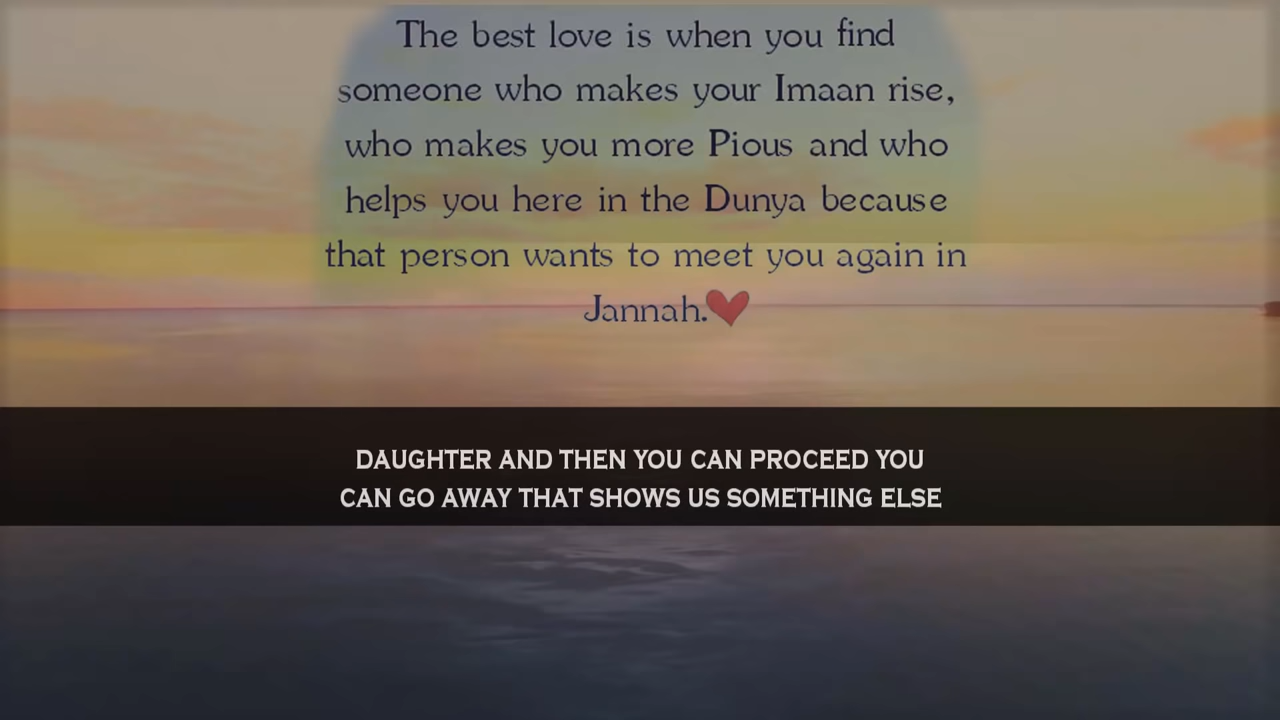 The best love is when you find
someone who makes your Imaan rise,
who makes you more Pious and who
helps you here in the Dunya because
that person wants to meet you again in
Jannah.❤
DAUGHTER AND THEN YOU CAN PROCEED YOU
CAN GO AWAY THAT SHOWS US SOMETHING ELSE